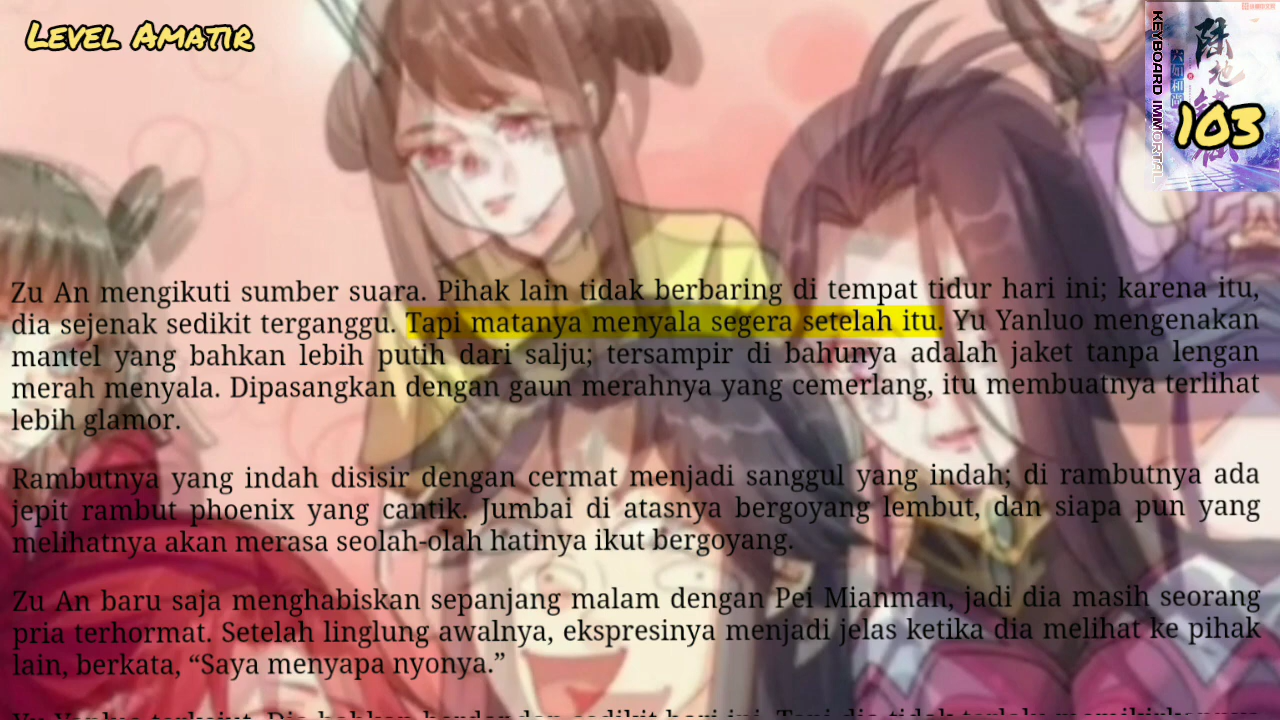 Level Amatir
KEYBOARD IMMORTAL
103
Zu An mengikuti sumber suara. Pihak lain tidak berbaring di tempat tidur hari ini; karena itu,
dia sejenak sedikit terganggu. Tapi matanya menyala segera setelah itu. Yu Yanluo mengenakan
mantel yang bahkan lebih putih dari salju; tersampir di bahunya adalah jaket tanpa lengan
merah menyala. Dipasangkan dengan gaun merahnya yang cemerlang, itu membuatnya terlihat
lebih glamor.
Rambutnya yang indah disisir dengan cermat menjadi sanggul yang indah; di rambutnya ada
jepit rambut phoenix yang cantik. Jumbai di atasnya bergoyang lembut, dan siapa pun yang
melihatnya akan merasa seolah-olah hatinya ikut bergoyang.
Zu An baru saja menghabiskan sepanjang malam dengan Pei Mianman, jadi dia masih seorang
pria terhormat. Setelah linglung awalnya, ekspresinya menjadi jelas ketika dia melihat ke pihak
lain, berkata, “Saya menyapa nyonya.”